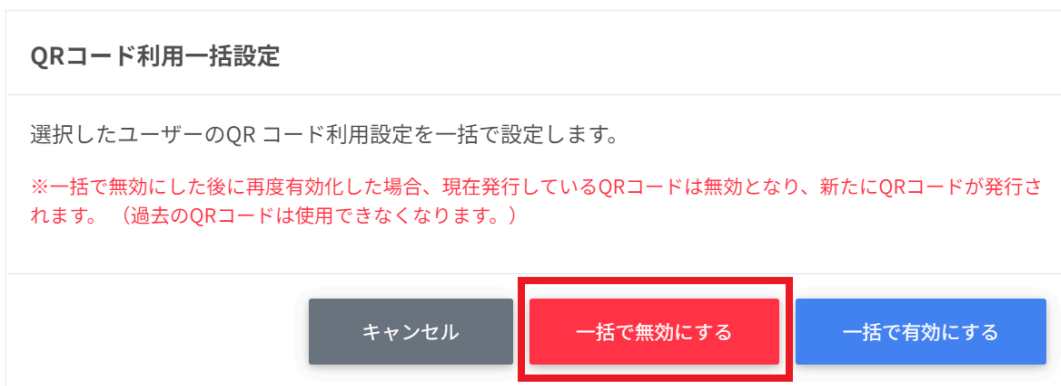 QRコード利用一括設定
選択したユーザーのQR コード利用設定を一括で設定します。
※一括で無効にした後に再度有効化した場合、現在発行しているQRコードは無効となり、新たにQRコードが発行さ
れます。（過去のQRコードは使用できなくなります。）
キャンセル
一括で無効にする
一括で有効にする